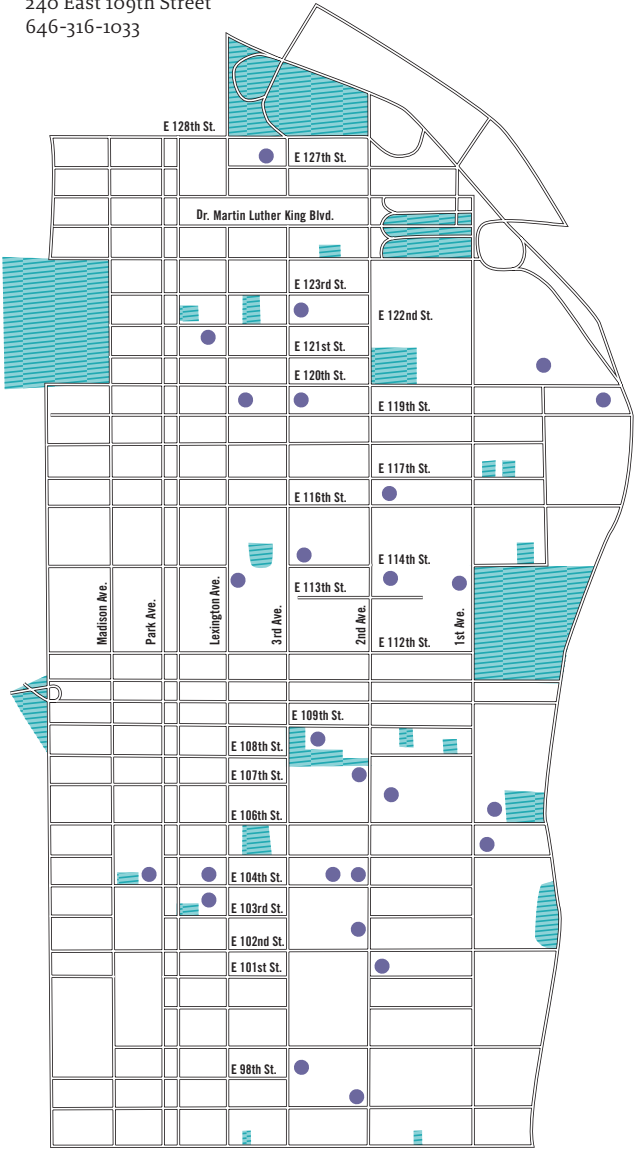 240 East 109th Street
646-316-1033
E 128th St.
E 127th St.
Dr. Martin Luther King Blvd.
E 123rd St.
E 122nd St.
E 121st St.
E 120th St.
E 119th St.
E 117th St.
E 116th St.
E 114th St.
E 113th St.
Madison Ave.
Park Ave.
Lexington Ave.
3rd Ave.
2nd Ave.
1st Ave.
E 112th St.
E 109th St.
E 108th St.
E 107th St.
E 106th St.
E 104th St.
E 103rd St.
E 102nd St.
E 101st St.
E 98th St.